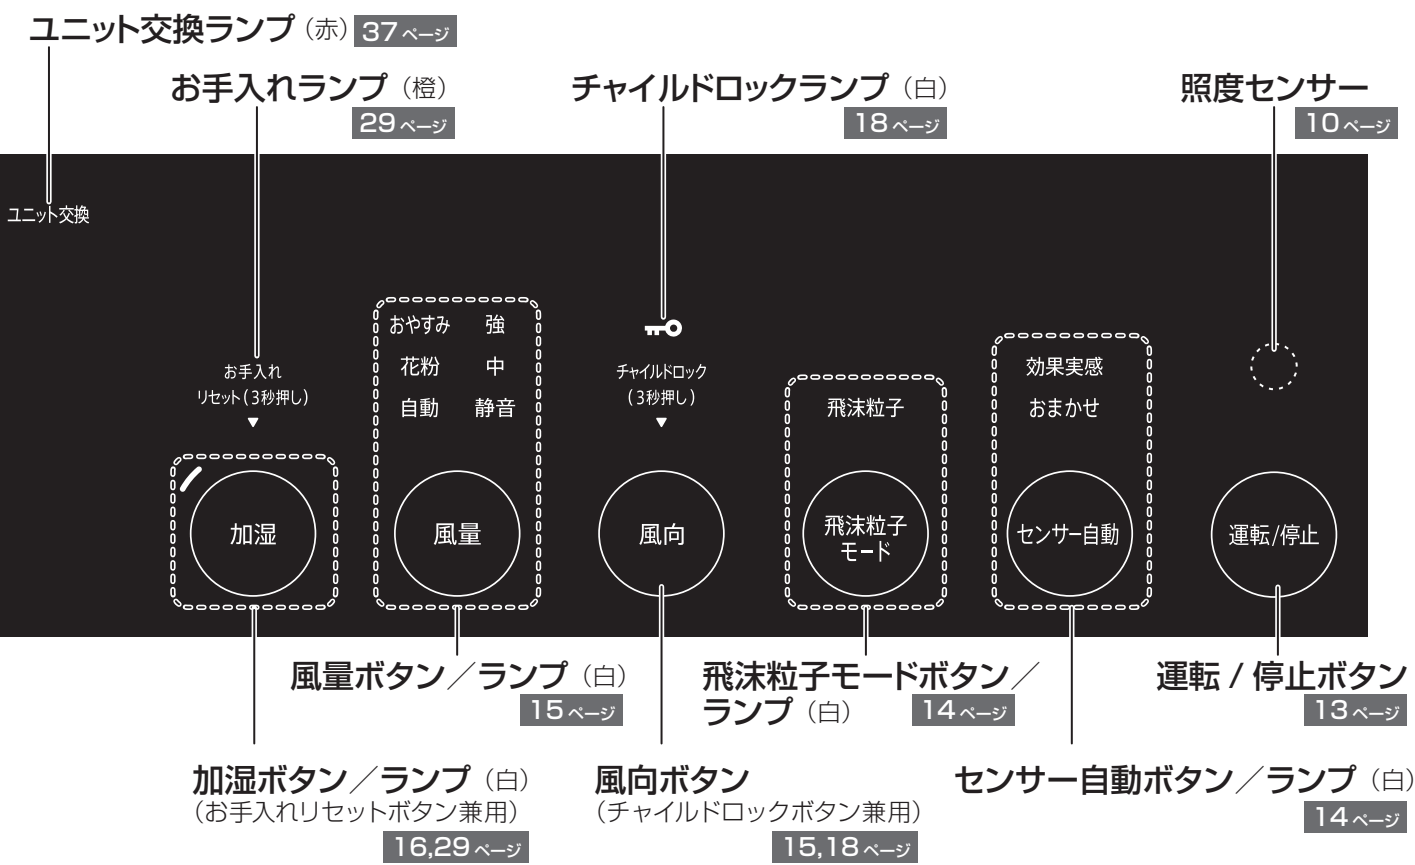 ユニット交換ランプ（赤） 37ページ
お手入れランプ（橙）
29ページ
チャイルドロックランプ（白）
18ページ
照度センサー
10ページ
ユニット交換
お手入れ
リセット(3秒押し)
▼
おやすみ 強
花粉 中
自動 静音
チャイルドロック
(3秒押し)
▼
飛沫粒子
効果実感
おまかせ
加湿
風量
風向
飛沫粒子
モード
センサー自動
運転/停止
風量ボタン／ランプ（白）
15ページ
飛沫粒子モードボタン／
ランプ（白） 14ページ
運転 / 停止ボタン
13ページ
加湿ボタン／ランプ（白）
（お手入れリセットボタン兼用）
16,29ページ
風向ボタン
（チャイルドロックボタン兼用）
15,18ページ
センサー自動ボタン／ランプ（白）
14ページ